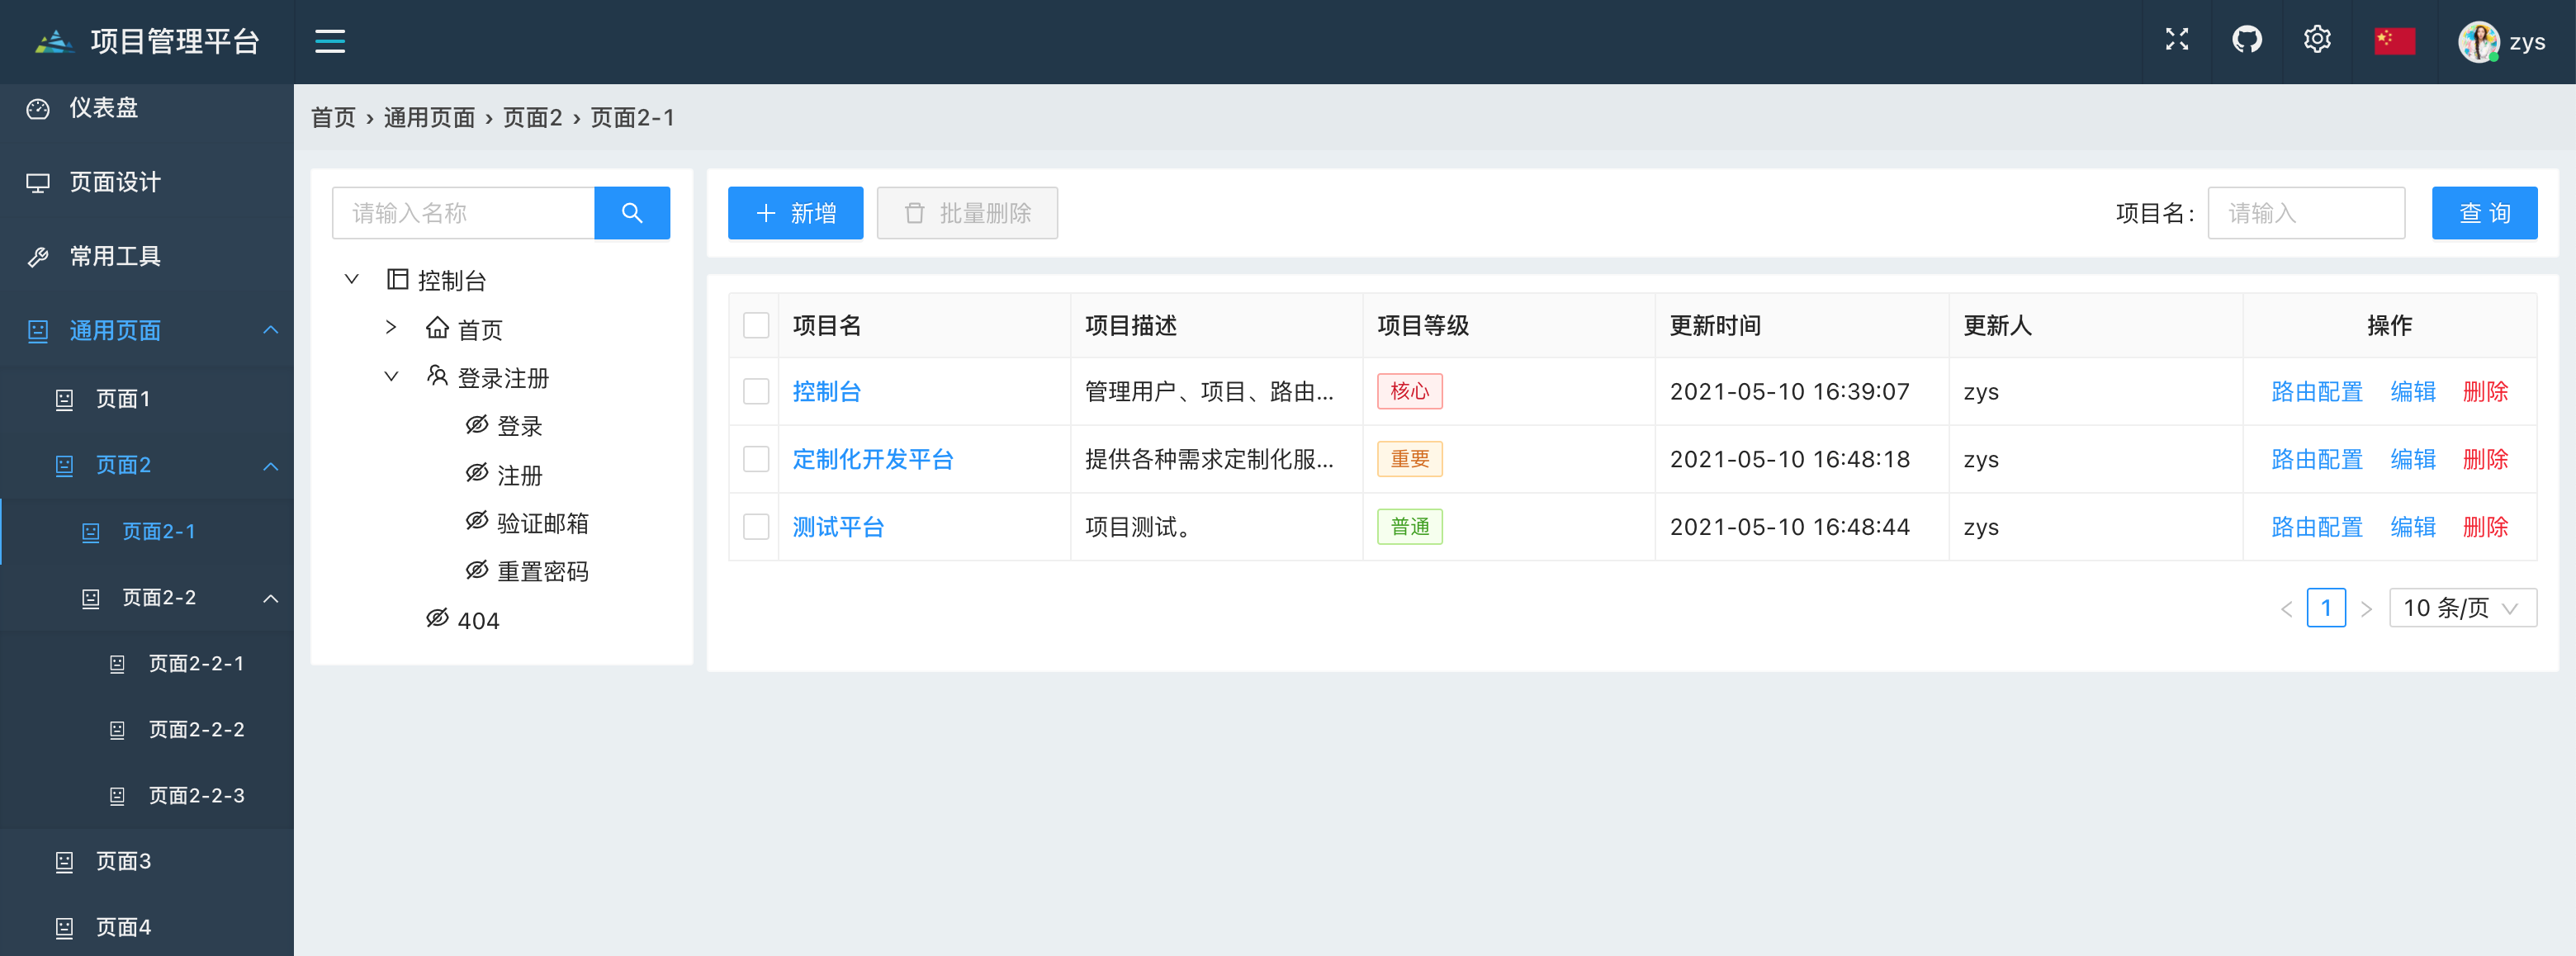 项目管理平台
zys
仪表盘
页面设计
常用工具
通用页面
页面1
页面2
页面2-1
页面2-2
页面2-2-1
页面2-2-2
页面2-2-3
页面3
页面4
首页 › 通用页面 › 页面2 › 页面2-1
请输入名称
控制台
首页
登录注册
登录
注册
验证邮箱
重置密码
404
新增 批量删除 项目名: 请输入 查 询
项目名 项目描述 项目等级 更新时间 更新人 操作
控制台 管理用户、项目、路由... 核心 2021-05-10 16:39:07 zys 路由配置 编辑 删除
定制化开发平台 提供各种需求定制化服... 重要 2021-05-10 16:48:18 zys 路由配置 编辑 删除
测试平台 项目测试。 普通 2021-05-10 16:48:44 zys 路由配置 编辑 删除
1 10 条/页